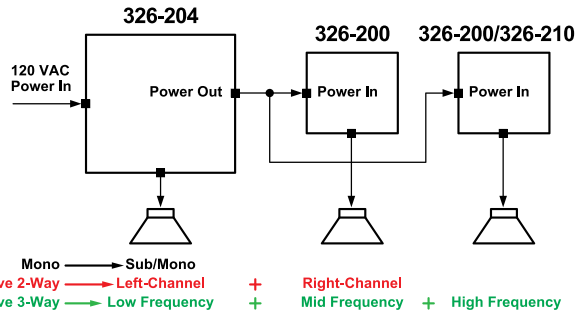 326-204
326-200
326-200/326-210
120 VAC
Power In
Power Out
Power In
Power In
Mono Sub/Mono
2-Way Left-Channel + Right-Channel
3-Way Low Frequency + Mid Frequency + High Frequency